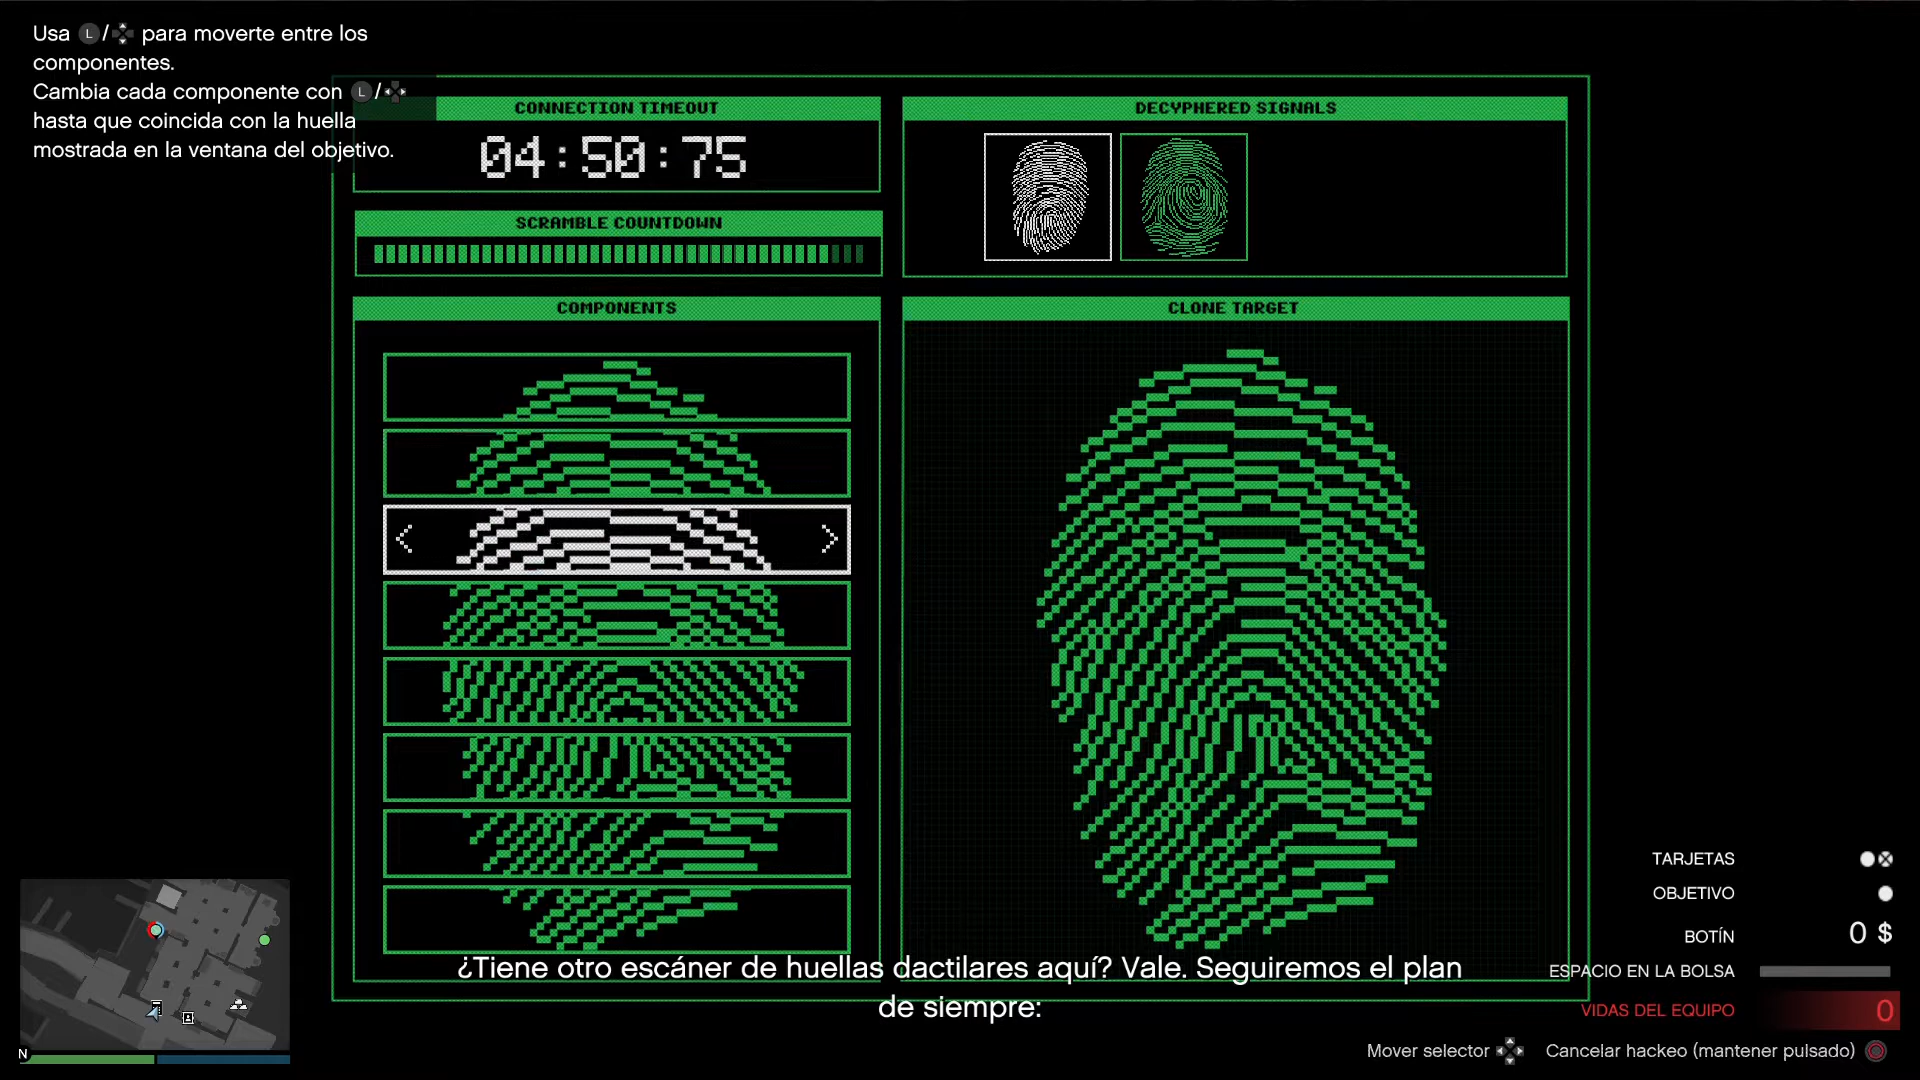 Usa L/ para moverte entre los
componentes.
Cambia cada componente con L/
hasta que coincida con la huella
mostrada en la ventana del objetivo.
CONNECTION TIMEOUT
04:50:75
SCRAMBLE COUNTDOWN
DECYPHERED SIGNALS
COMPONENTS
CLONE TARGET
TARJETAS
OBJETIVO
BOTÍN 0 $
ESPACIO EN LA BOLSA
VIDAS DEL EQUIPO 0
¿Tiene otro escáner de huellas dactilares aquí? Vale. Seguiremos el plan
de siempre:
Mover selector
Cancelar hackeo (mantener pulsado)
N